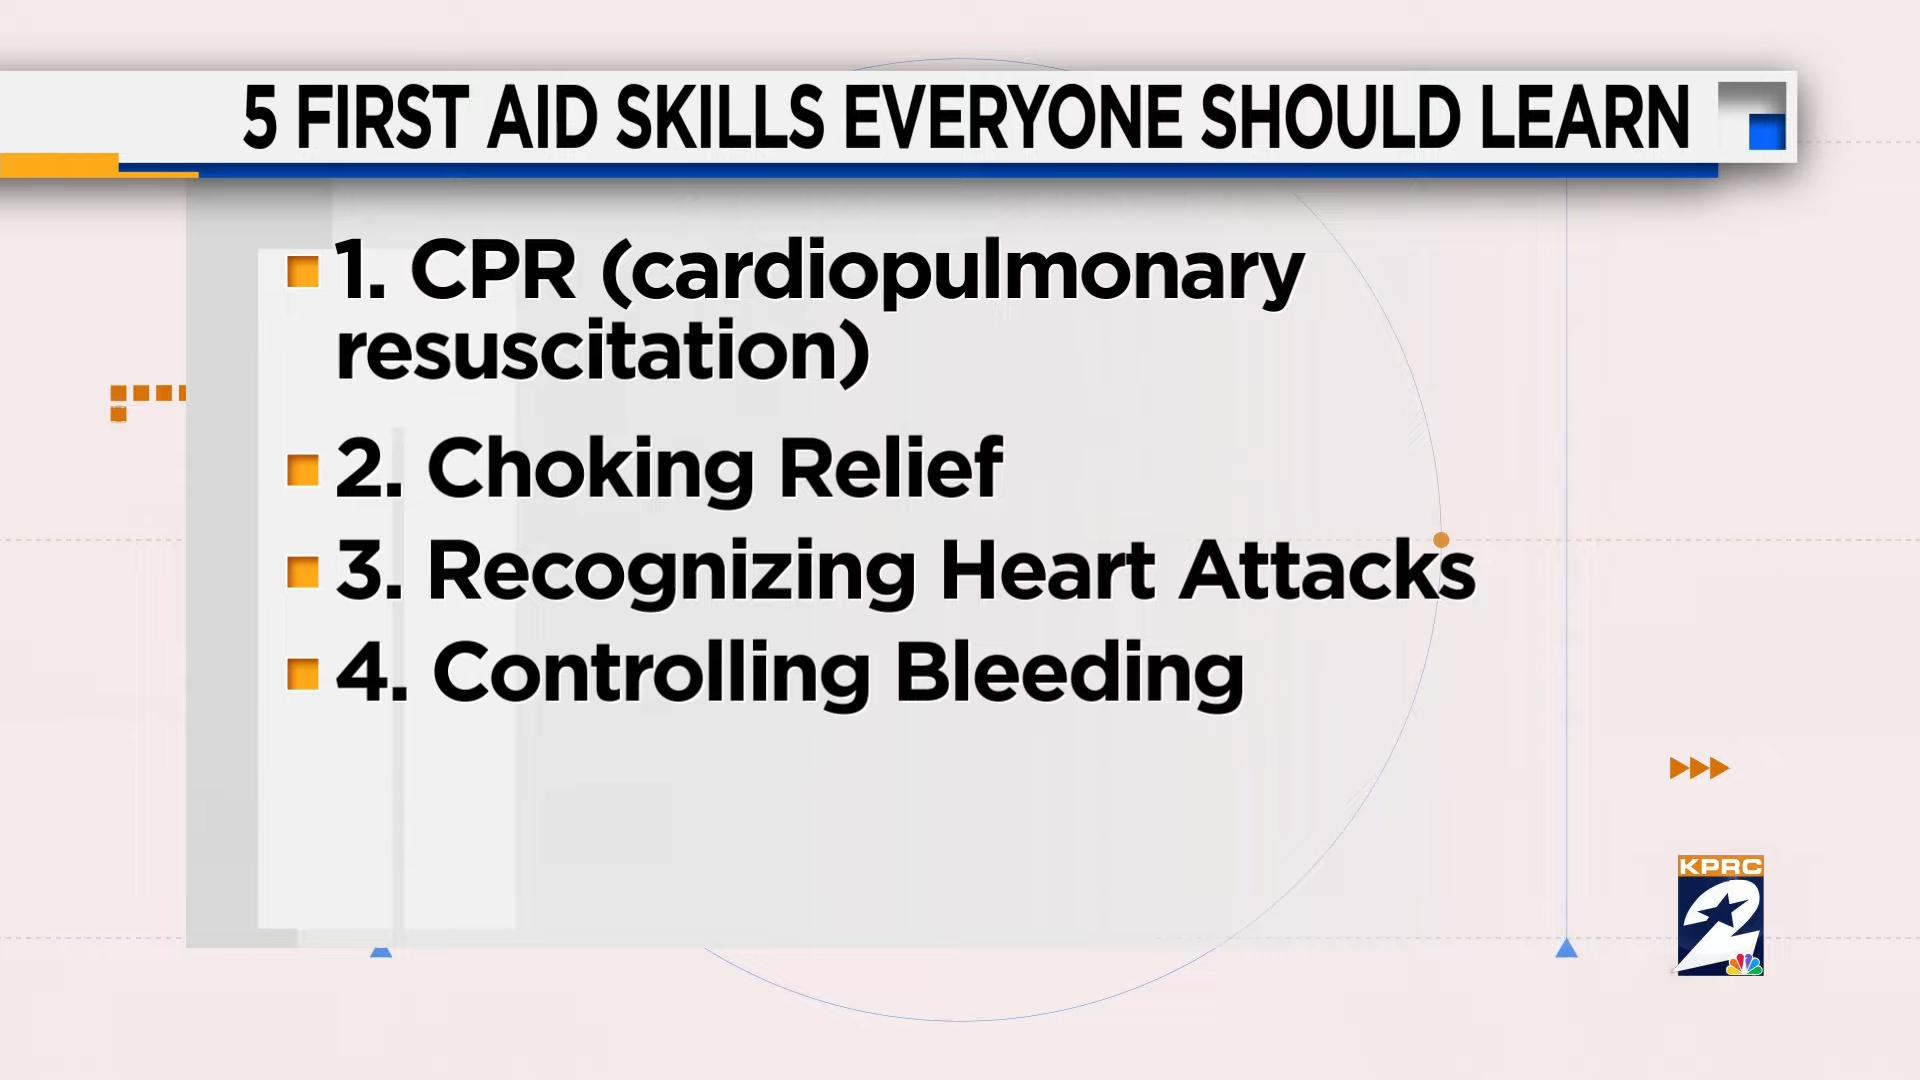 5 FIRST AID SKILLS EVERYONE SHOULD LEARN
1. CPR (cardiopulmonary
resuscitation)
2. Choking Relief
3. Recognizing Heart Attacks
4. Controlling Bleeding
KPRC
2